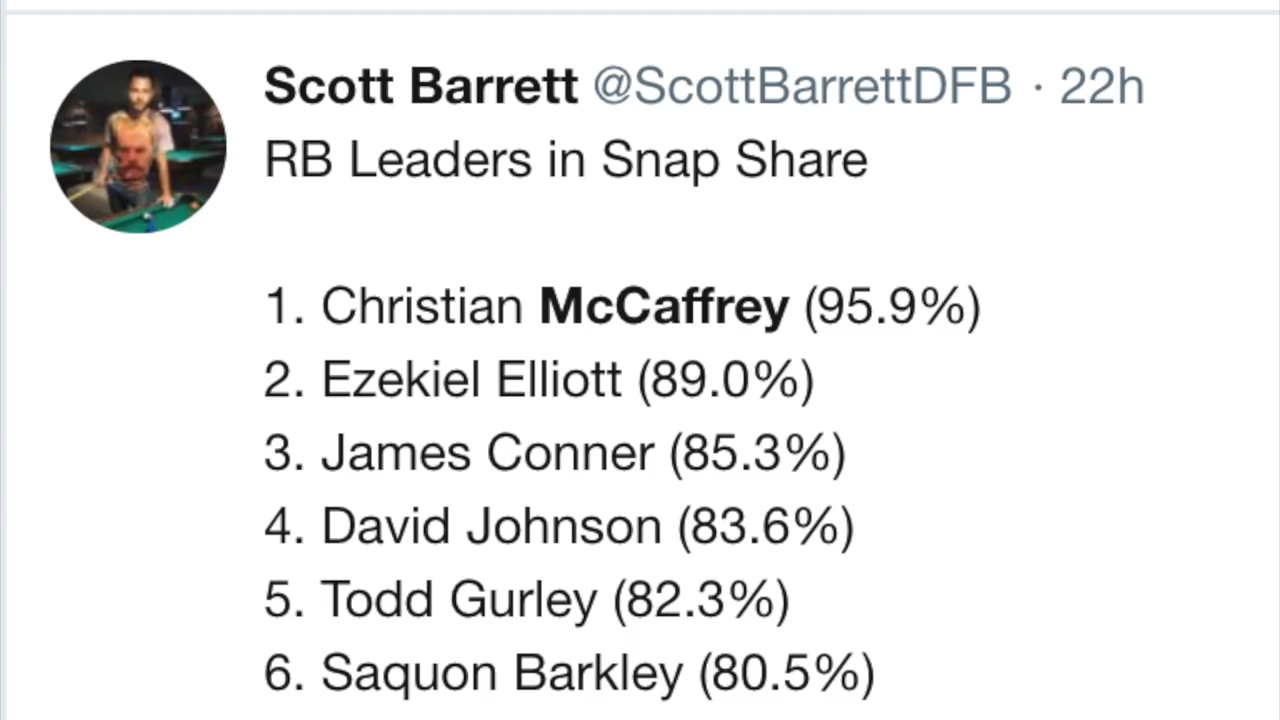 Scott Barrett @ScottBarrettDFB · 22h
RB Leaders in Snap Share
1. Christian McCaffrey (95.9%)
2. Ezekiel Elliott (89.0%)
3. James Conner (85.3%)
4. David Johnson (83.6%)
5. Todd Gurley (82.3%)
6. Saquon Barkley (80.5%)